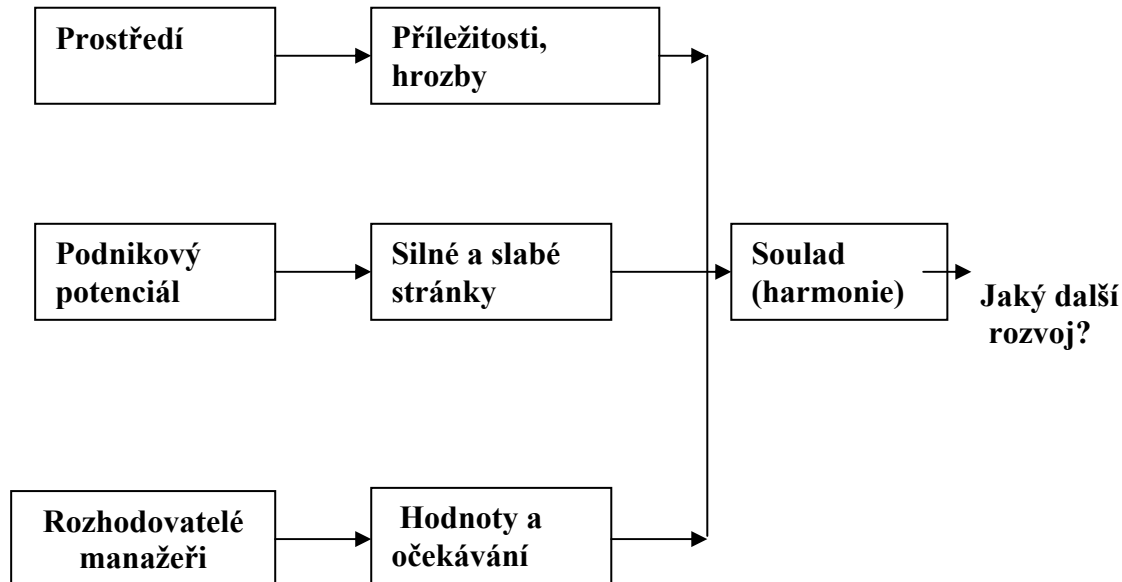 Prostředí
Příležitosti,
hrozby
Podnikový
potenciál
Silné a slabé
stránky
Soulad
(harmonie)
Jaký další
rozvoj?
Rozhodovatelé
manažeři
Hodnoty a
očekávání